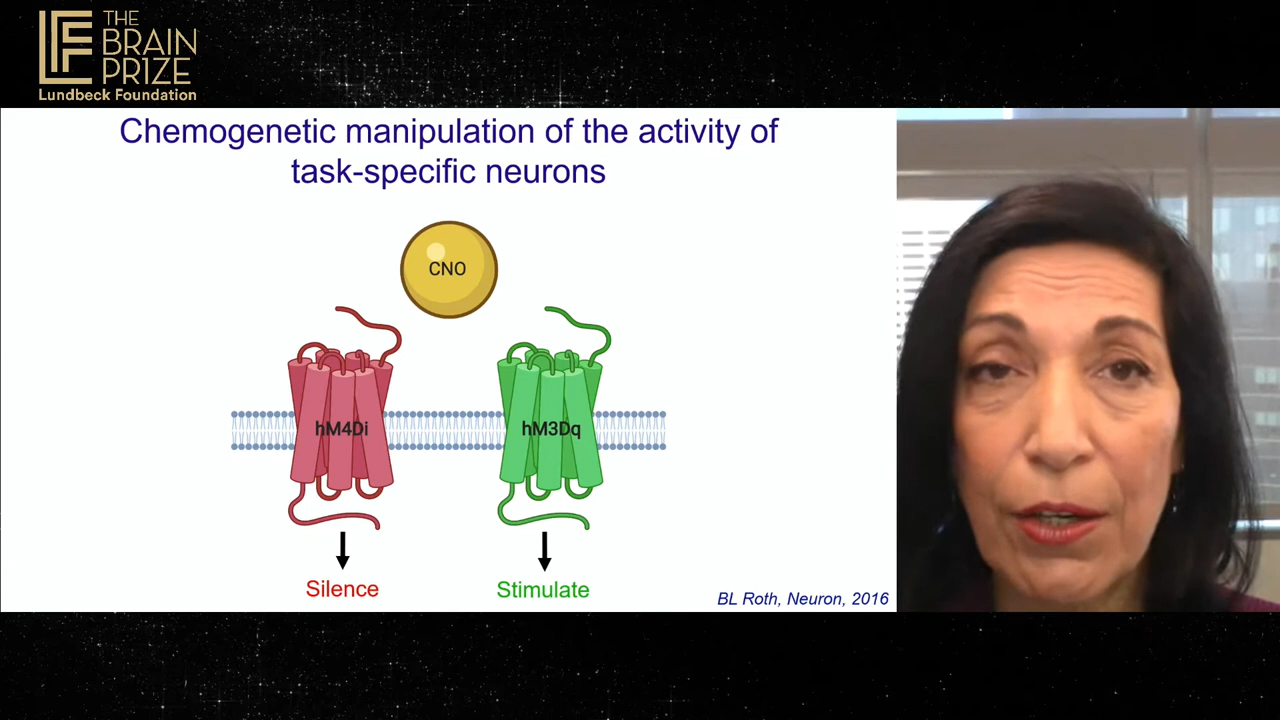 THE
BRAIN
PRIZE
Lundbeck Foundation
Chemogenetic manipulation of the activity of
task-specific neurons
CNO
hM4Di
hM3Dq
Silence
Stimulate
BL Roth, Neuron, 2016